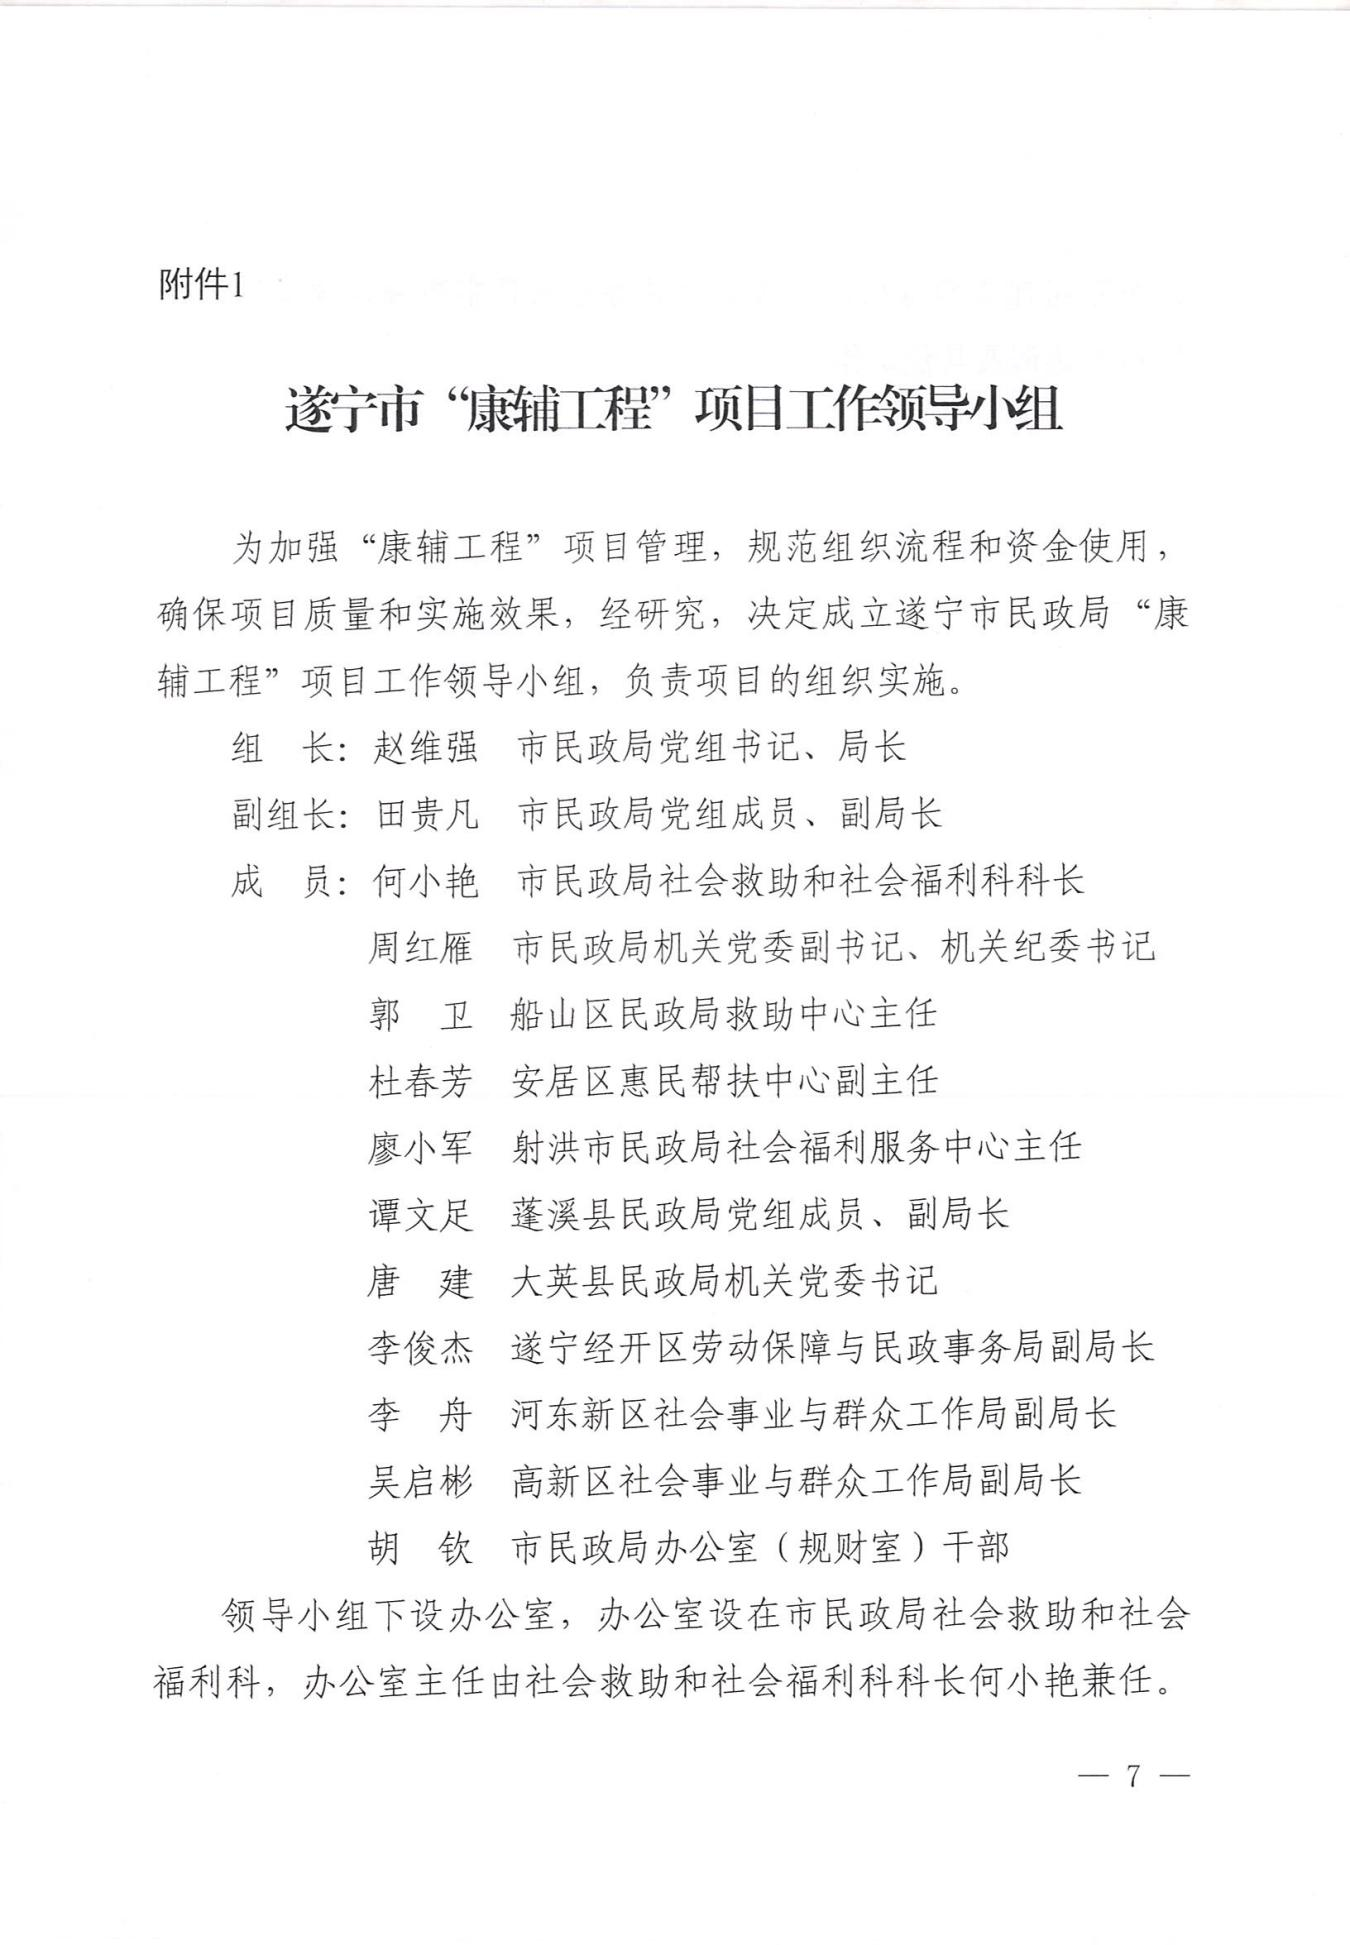 附件1
遂宁市“康辅工程”项目工作领导小组
为加强“康辅工程”项目管理，规范组织流程和资金使用，
确保项目质量和实施效果，经研究，决定成立遂宁市民政局“康
辅工程”项目工作领导小组，负责项目的组织实施。
组　长：赵维强　市民政局党组书记、局长
副组长：田贵凡　市民政局党组成员、副局长
成　员：何小艳　市民政局社会救助和社会福利科科长
周红雁　市民政局机关党委副书记、机关纪委书记
郭　卫　船山区民政局救助中心主任
杜春芳　安居区惠民帮扶中心副主任
廖小军　射洪市民政局社会福利服务中心主任
谭文足　蓬溪县民政局党组成员、副局长
唐　建　大英县民政局机关党委书记
李俊杰　遂宁经开区劳动保障与民政事务局副局长
李　舟　河东新区社会事业与群众工作局副局长
吴启彬　高新区社会事业与群众工作局副局长
胡　钦　市民政局办公室（规财室）干部
领导小组下设办公室，办公室设在市民政局社会救助和社会
福利科，办公室主任由社会救助和社会福利科科长何小艳兼任。
— 7 —